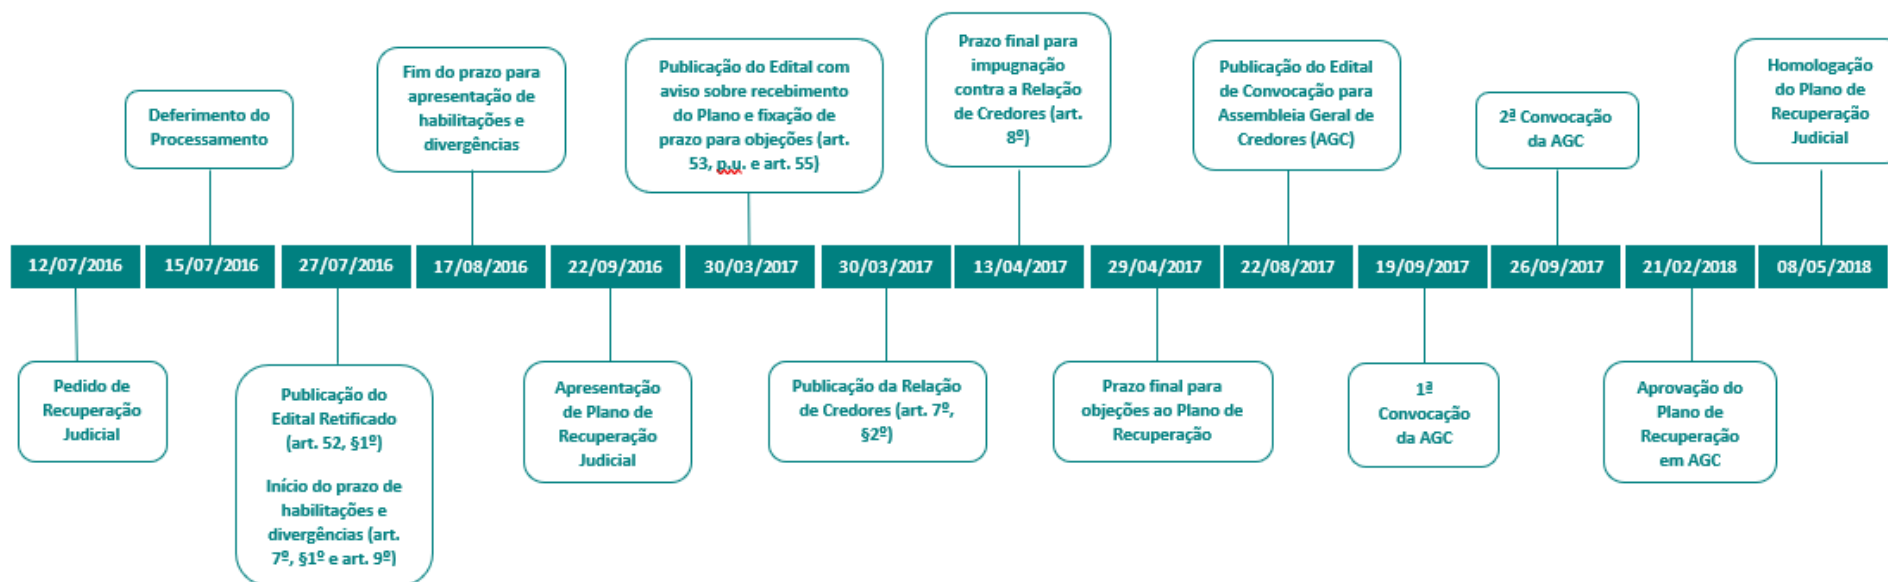 Deferimento do
Processamento
Fim do prazo para
apresentação de
habilitações e
divergências
Publicação do Edital com
aviso sobre recebimento
do Plano e fixação de
prazo para objeções (art.
53, p.u. e art. 55)
Prazo final para
impugnação
contra a Relação
de Credores (art.
8º)
Publicação do Edital
de Convocação para
Assembleia Geral de
Credores (AGC)
2ª Convocação
da AGC
Homologação
do Plano de
Recuperação
Judicial
12/07/2016 15/07/2016 27/07/2016 17/08/2016 22/09/2016 30/03/2017 30/03/2017 13/04/2017 29/04/2017 22/08/2017 19/09/2017 26/09/2017 21/02/2018 08/05/2018
Pedido de
Recuperação
Judicial
Publicação do
Edital Retificado
(art. 52, §1º)
Início do prazo de
habilitações e
divergências (art.
7º, §1º e art. 9º)
Apresentação
de Plano de
Recuperação
Judicial
Publicação da Relação
de Credores (art. 7º,
§2º)
Prazo final para
objeções ao Plano de
Recuperação
1ª
Convocação
da AGC
Aprovação do
Plano de
Recuperação
em AGC